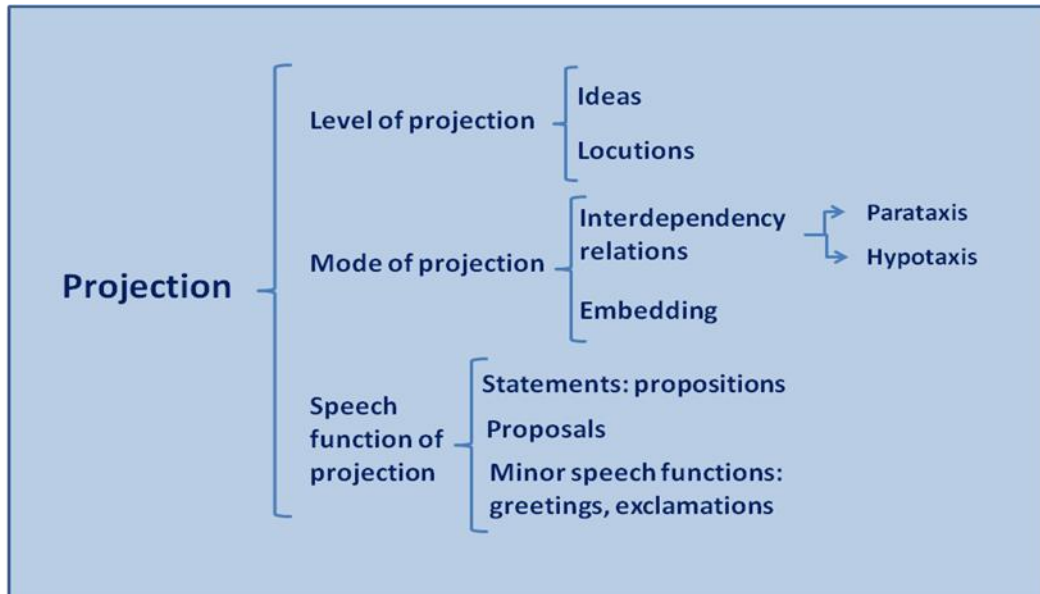 Projection
Level of projection
Ideas
Locutions
Mode of projection
Interdependency
relations
Parataxis
Hypotaxis
Embedding
Speech
function of
projection
Statements: propositions
Proposals
Minor speech functions:
greetings, exclamations